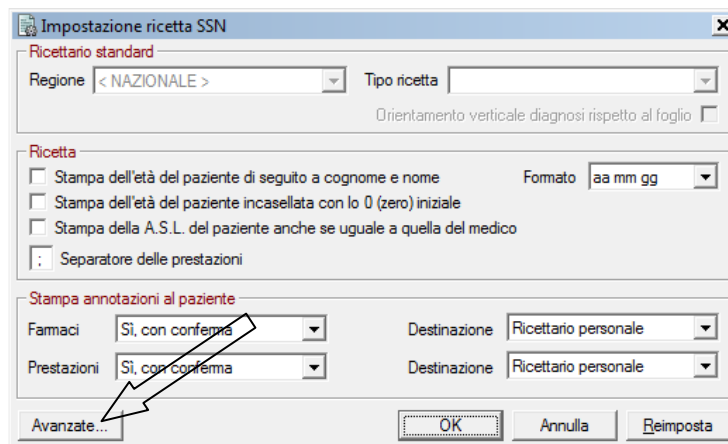 Impostazione ricetta SSN
Ricettario standard
Regione < NAZIONALE > Tipo ricetta
Orientamento verticale diagnosi rispetto al foglio
Ricetta
Stampa dell'età del paziente di seguito a cognome e nome Formato aa mm gg
Stampa dell'età del paziente incasellata con lo 0 (zero) iniziale
Stampa della A.S.L. del paziente anche se uguale a quella del medico
; Separatore delle prestazioni
Stampa annotazioni al paziente
Farmaci Sì, con conferma Destinazione Ricettario personale
Prestazioni Sì, con conferma Destinazione Ricettario personale
Avanzate... OK Annulla Reimposta